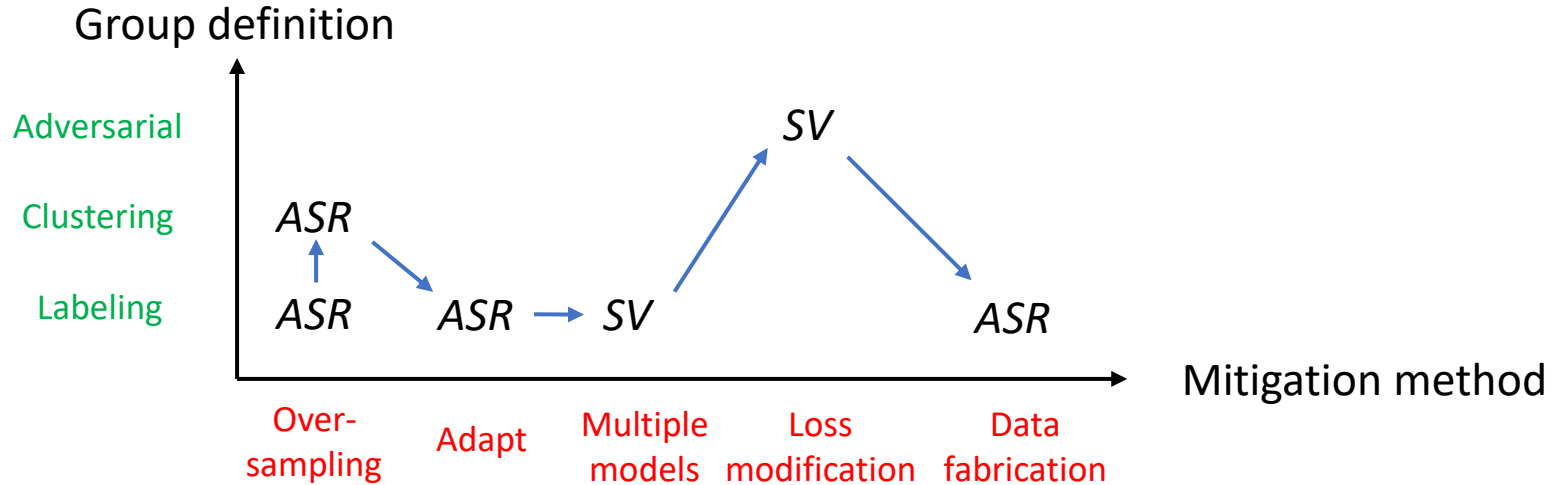 Group definition
Adversarial
SV
Clustering
ASR
Labeling
ASR
ASR
SV
ASR
Mitigation method
Over-
sampling
Adapt
Multiple
models
Loss
modification
Data
fabrication